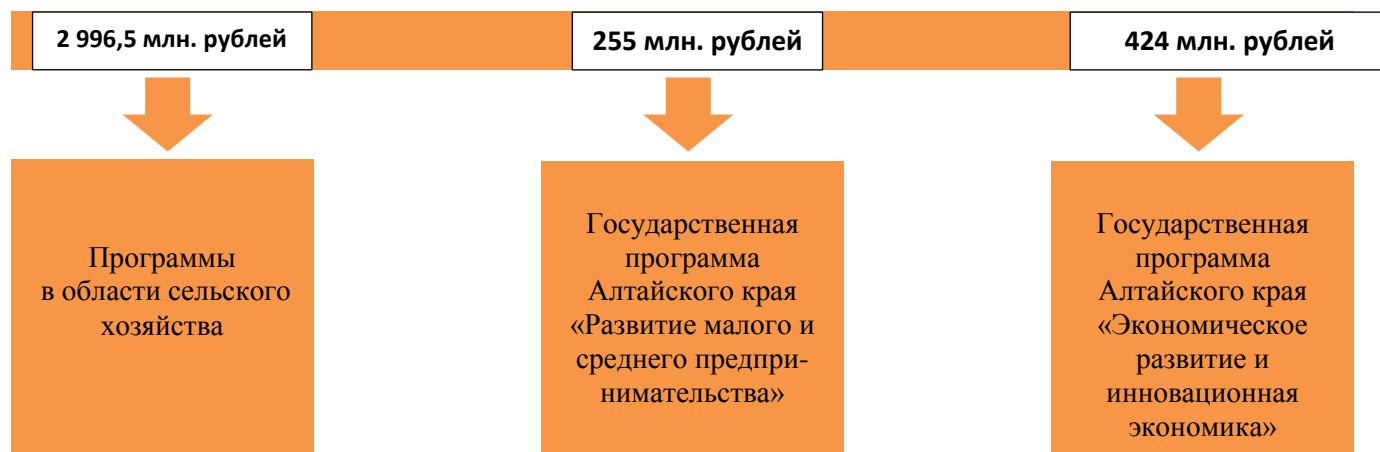 2 996,5 млн. рублей
255 млн. рублей
424 млн. рублей
Программы
в области сельского
хозяйства
Государственная
программа
Алтайского края
«Развитие малого и
среднего предпри-
нимательства»
Государственная
программа
Алтайского края
«Экономическое
развитие и
инновационная
экономика»